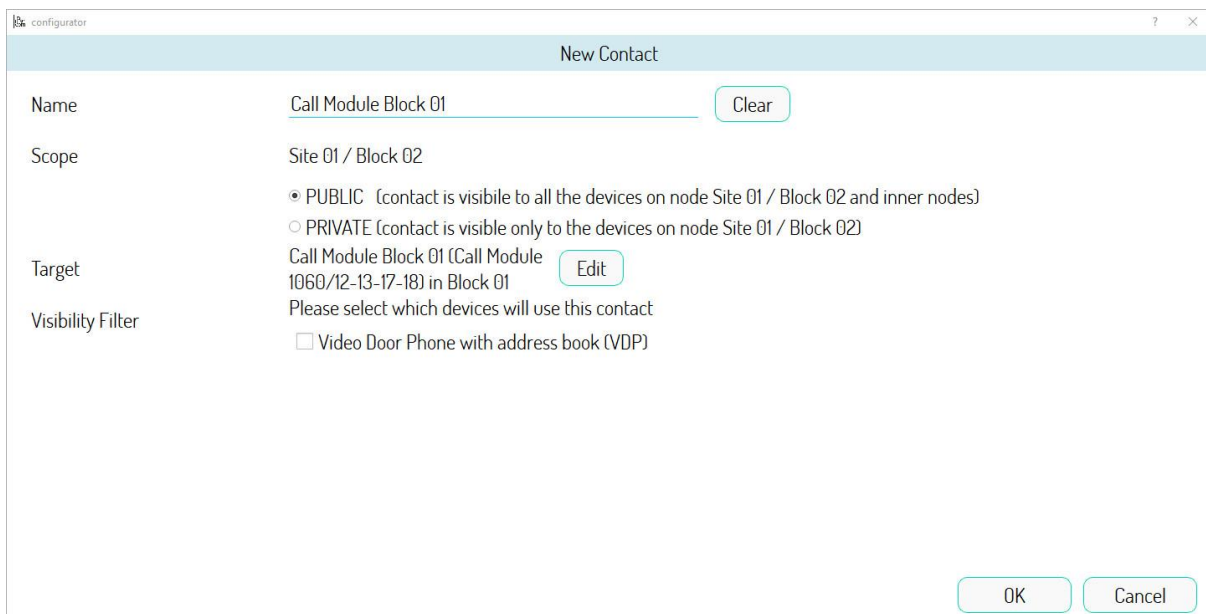 configurator
?
New Contact
Name
Call Module Block 01
Clear
Scope
Site 01 / Block 02
PUBLIC (contact is visibile to all the devices on node Site 01 / Block 02 and inner nodes)
PRIVATE (contact is visible only to the devices on node Site 01 / Block 02)
Target
Call Module Block 01 (Call Module
1060/12-13-17-18) in Block 01
Edit
Visibility Filter
Please select which devices will use this contact
Video Door Phone with address book (VDP)
OK
Cancel